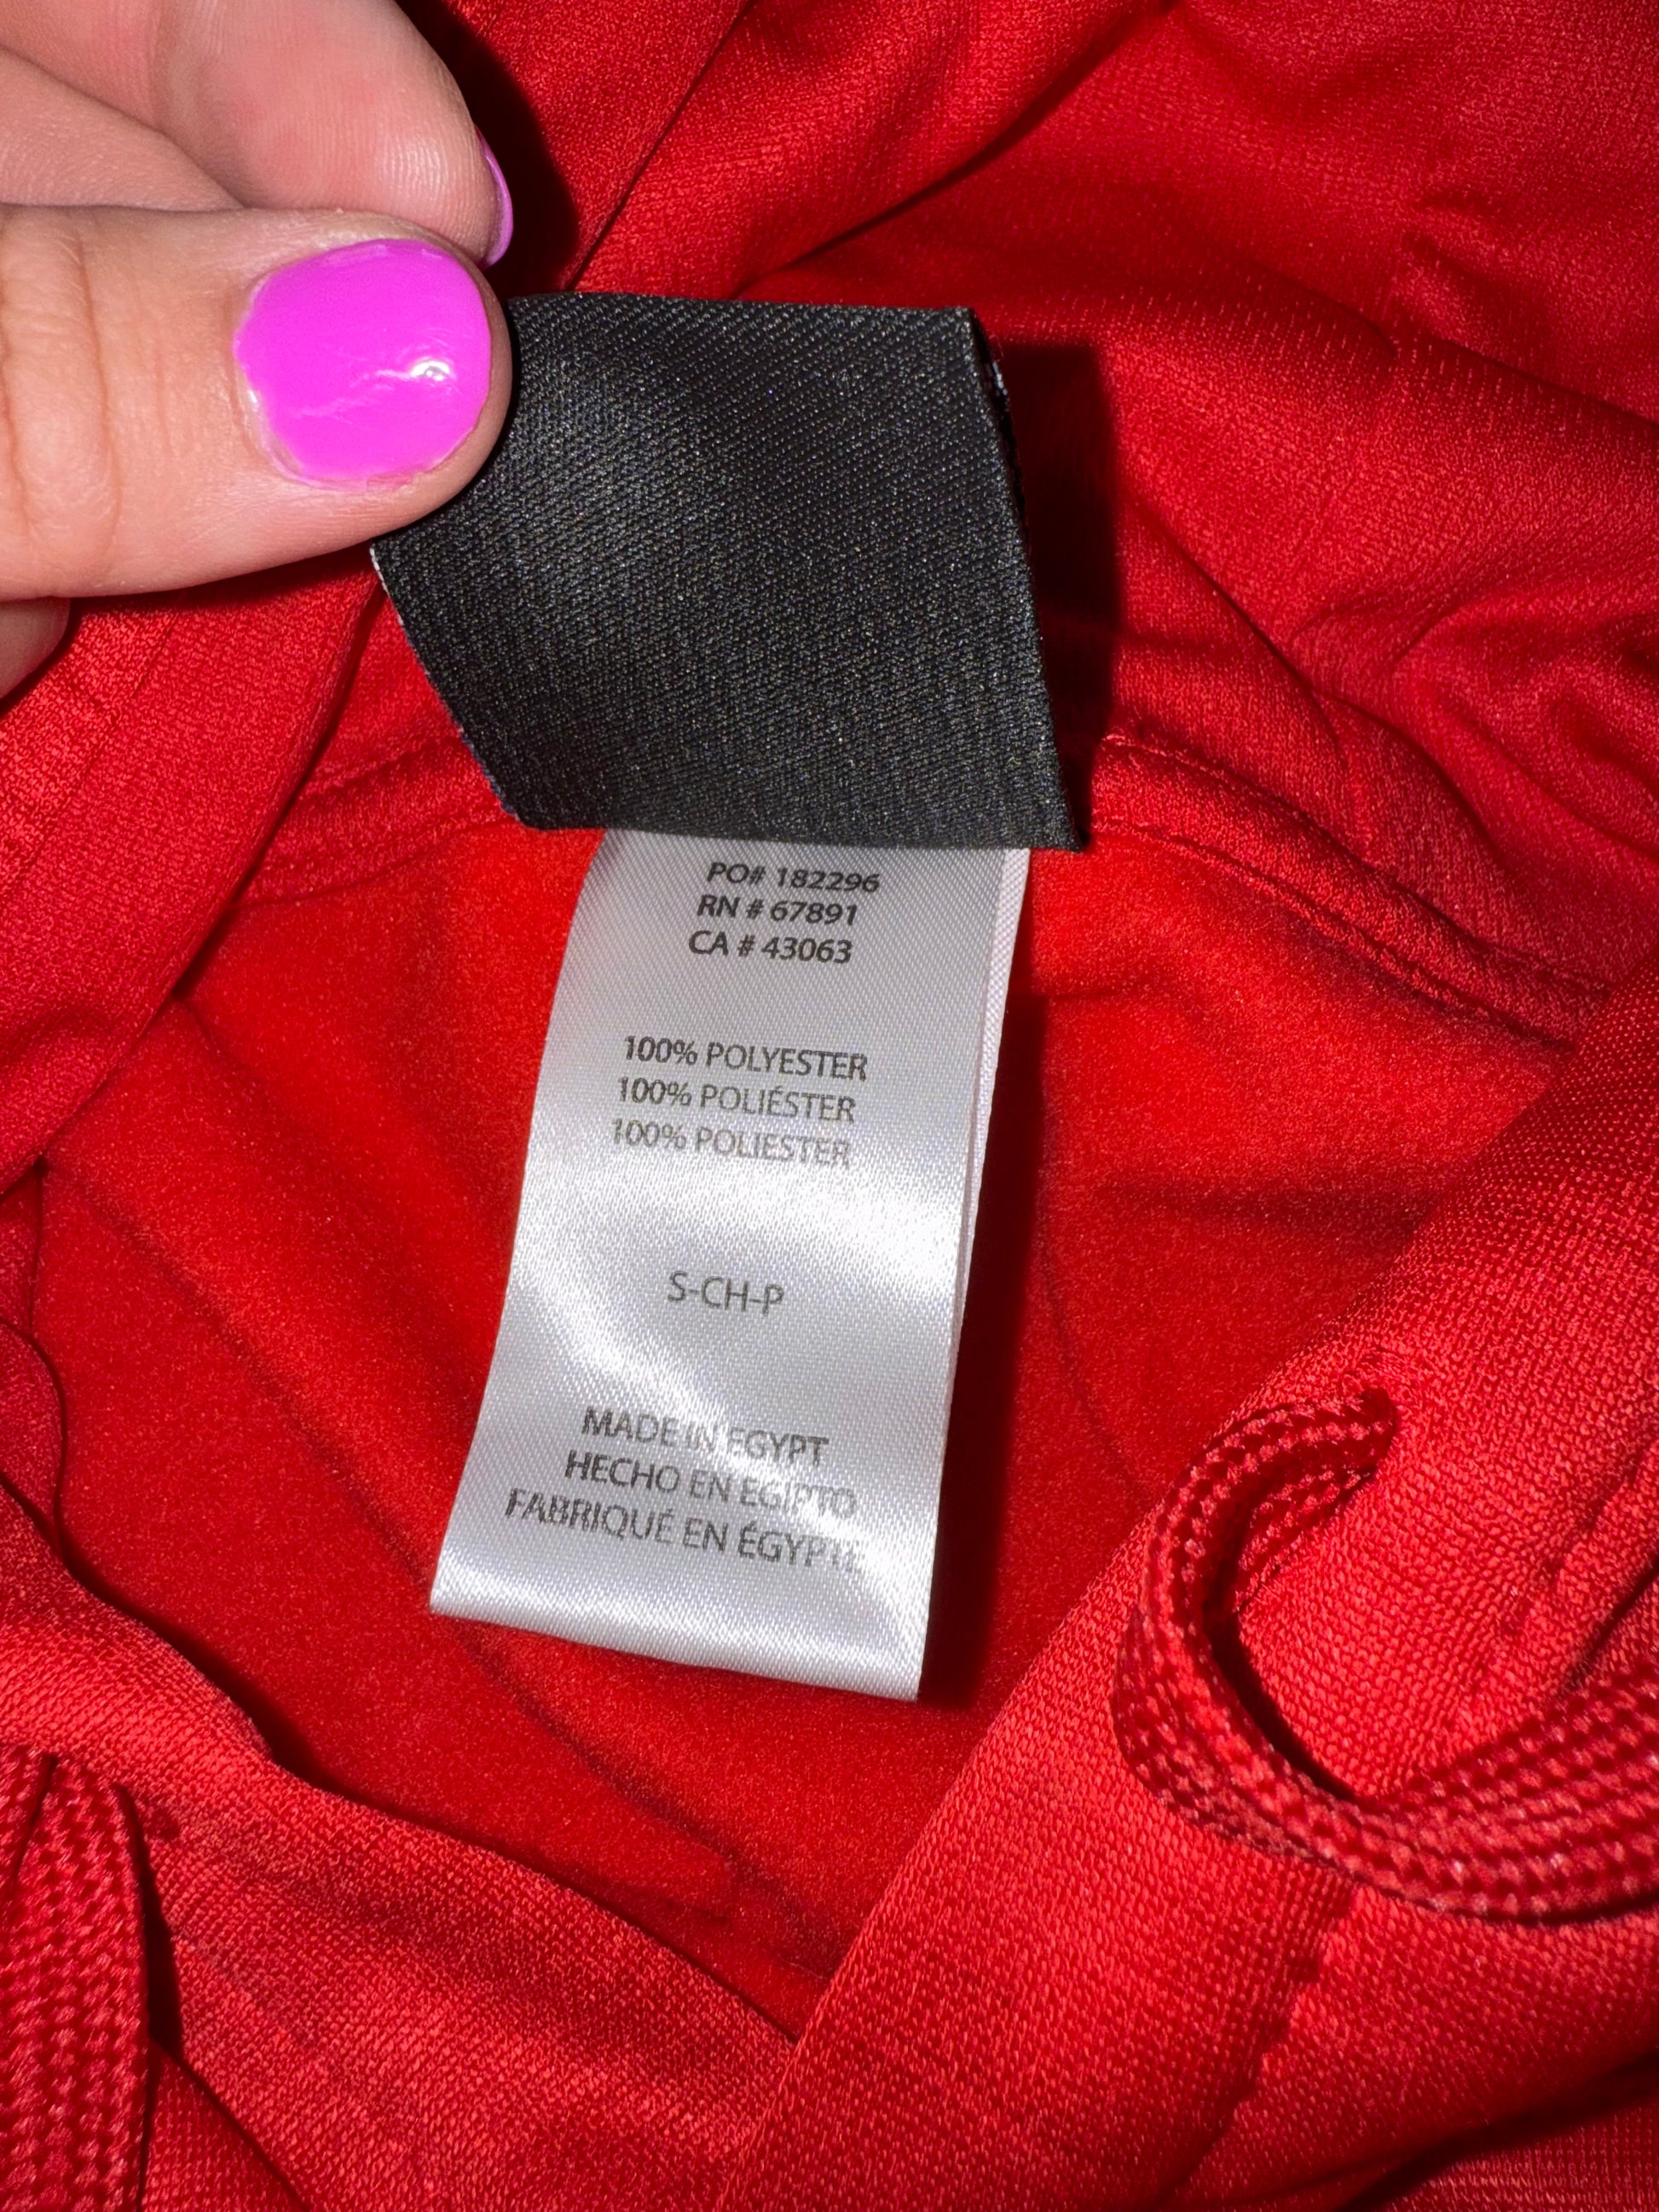 PO# 182296
RN # 67891
CA # 43063
100% POLYESTER
100% POLIÉSTER
100% POLIESTER
S-CH-P
MADE IN EGYPT
HECHO EN EGIPTO
FABRIQUÉ EN ÉGYPTE